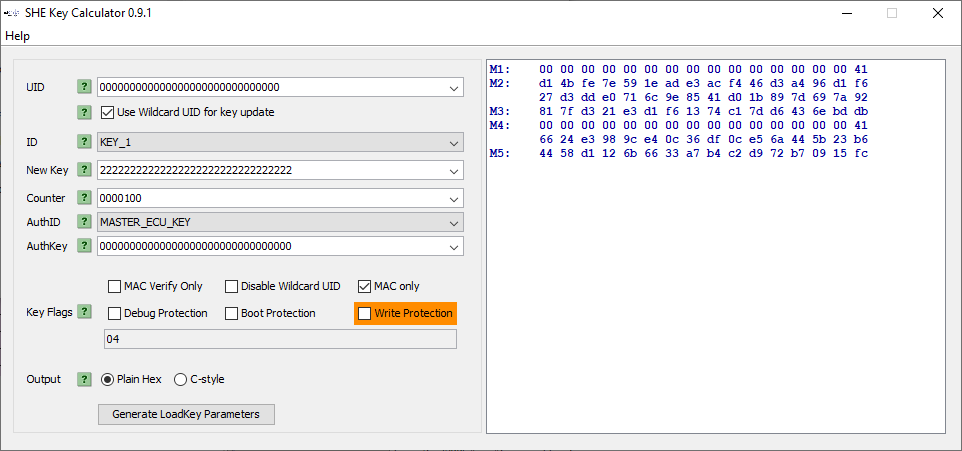 SHE Key Calculator 0.9.1
Help
UID ? 000000000000000000000000000000
? Use Wildcard UID for key update
ID ? KEY_1
New Key ? 22222222222222222222222222222222
Counter ? 0000100
AuthID ? MASTER_ECU_KEY
AuthKey ? 00000000000000000000000000000000
MAC Verify Only Disable Wildcard UID MAC only
Key Flags ? Debug Protection Boot Protection Write Protection
04
Output ? Plain Hex C-style
Generate LoadKey Parameters
M1: 00 00 00 00 00 00 00 00 00 00 00 00 00 00 00 41
M2: d1 4b fe 7e 59 1e ad e3 ac f4 46 d3 a4 96 d1 f6
27 d3 dd e0 71 6c 9e 85 41 d0 1b 89 7d 69 7a 92
M3: 81 7f d3 21 e3 d1 f6 13 74 c1 7d d6 43 6e bd db
M4: 00 00 00 00 00 00 00 00 00 00 00 00 00 00 00 41
66 24 e3 98 9c e4 0c 36 df 0c e5 6a 44 5b 23 b6
M5: 44 58 d1 12 6b 66 33 a7 b4 c2 d9 72 b7 09 15 fc